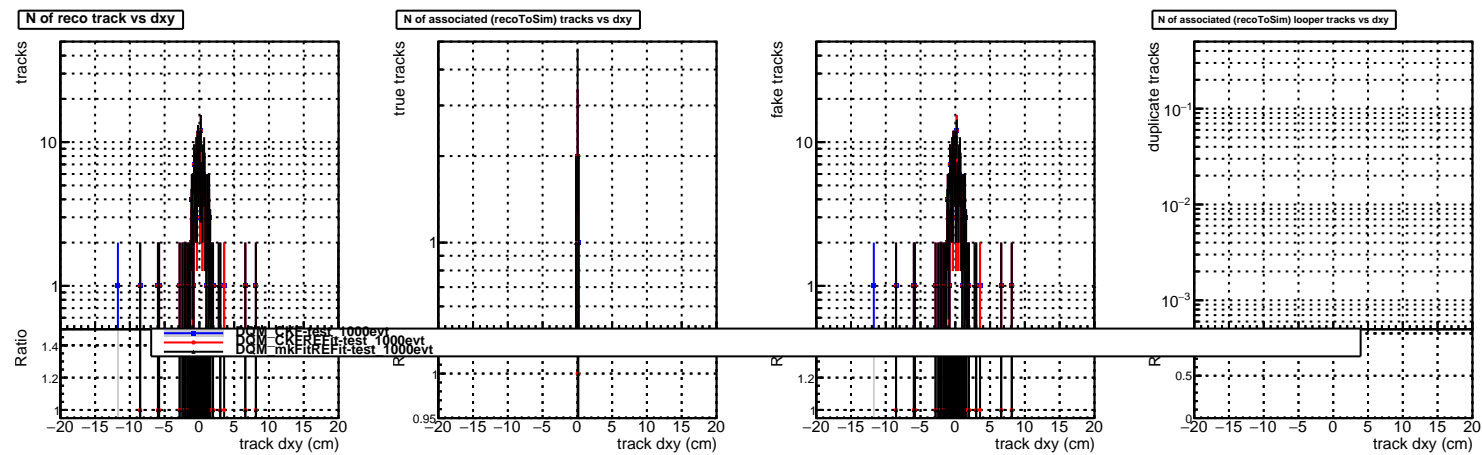 N of reco track vs dxy
N of associated (recoToSim) tracks vs dxy
N of associated (recoToSim) looper tracks vs dxy
tracks
10
1
Ratio
1.4
1.2
1
−20 −15 −10 −5 0 5 10 15 20
track dxy (cm)
true tracks
1
1
0.95
−20 −15 −10 −5 0 5 10 15 20
track dxy (cm)
fake tracks
10
1
1.2
1
−20 −15 −10 −5 0 5 10 15 20
track dxy (cm)
duplicate tracks
10−1
10−2
10−3
0.5
0
−20 −15 −10 −5 0 5 10 15 20
track dxy (cm)
DQM_CKF-test_1000evt
DQM_CKFREFit-test_1000evt
DQM_mkFitREFit-test_1000evt